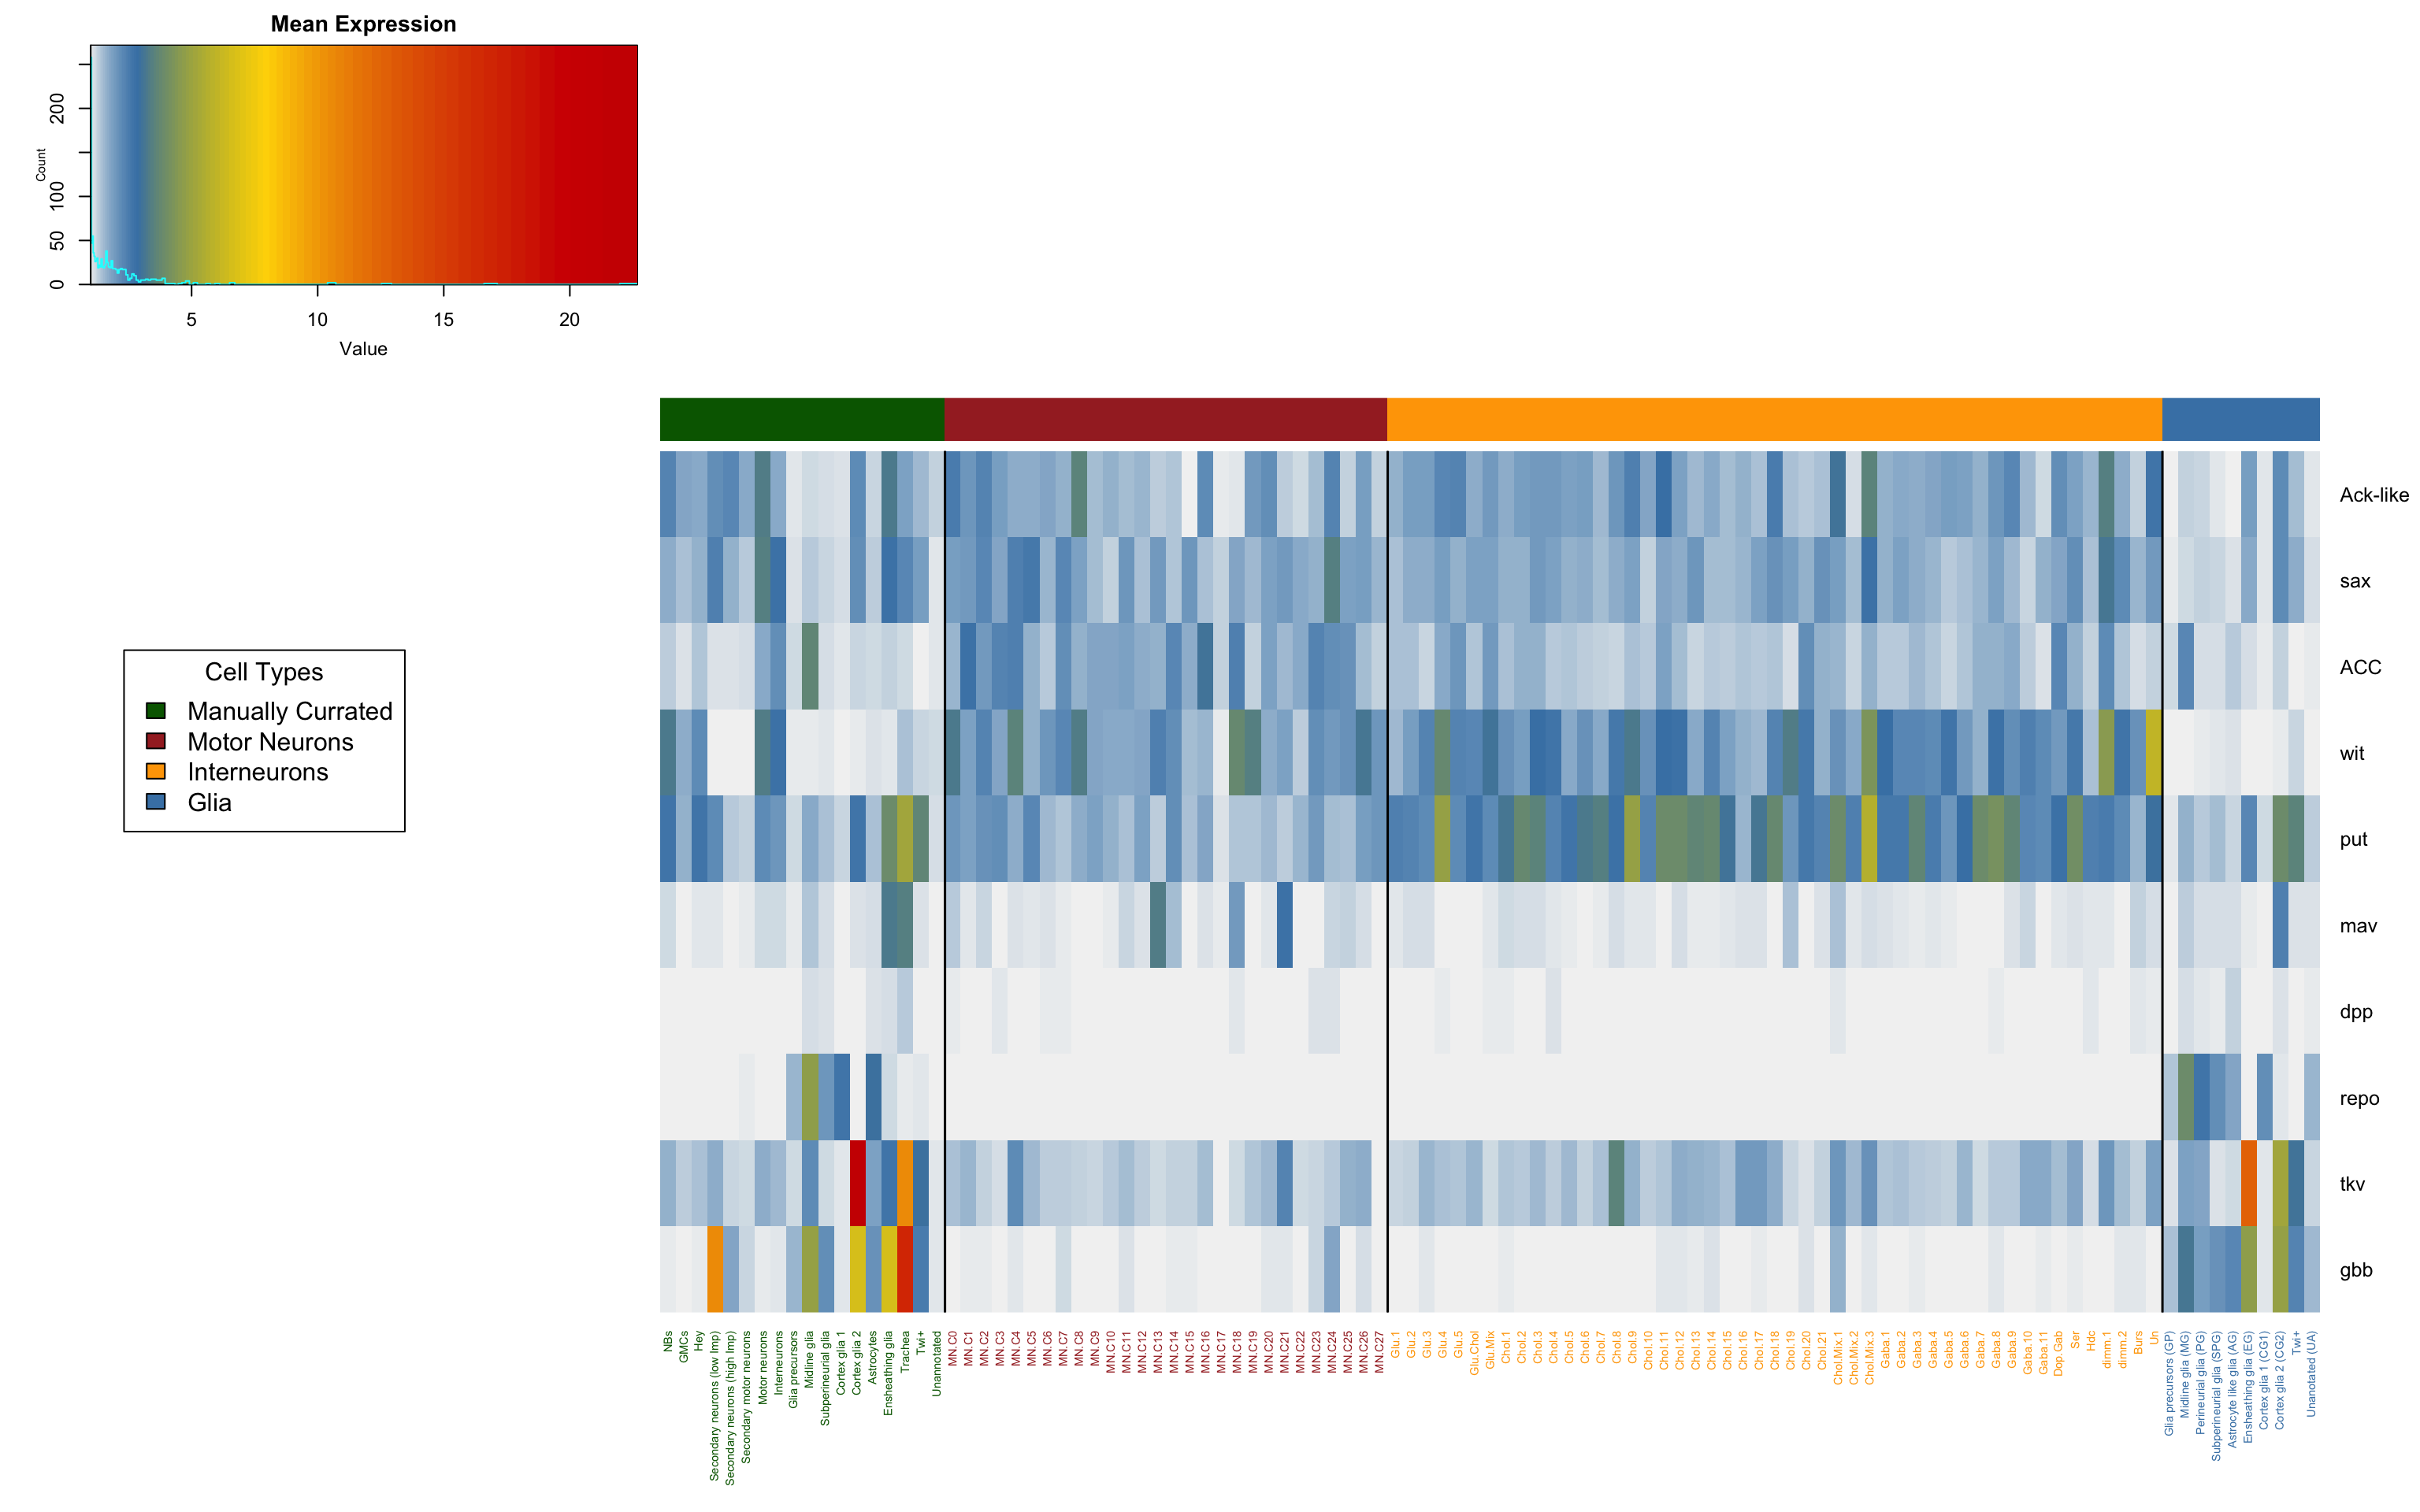 Mean Expression
Count
0
50
100
200
5
10
15
20
Value
Cell Types
Manually Currated
Motor Neurons
Interneurons
Glia
Ack-like
sax
ACC
wit
put
mav
dpp
repo
tkv
gbb
NBs
GMCs
Hey
Secondary neurons (low Imp)
Secondary neurons (high Imp)
Secondary motor neurons
Motor neurons
Interneurons
Glia precursors
Midline glia
Subperineurial glia
Cortex glia 1
Cortex glia 2
Astrocytes
Ensheathing glia
Trachea
Twi+
Unannotated
MN.C0
MN.C1
MN.C2
MN.C3
MN.C4
MN.C5
MN.C6
MN.C7
MN.C8
MN.C9
MN.C10
MN.C11
MN.C12
MN.C13
MN.C14
MN.C15
MN.C16
MN.C17
MN.C18
MN.C19
MN.C20
MN.C21
MN.C22
MN.C23
MN.C24
MN.C25
MN.C26
MN.C27
Glu.1
Glu.2
Glu.3
Glu.4
Glu.5
Glu.Chol
Glu.Mix
Chol.1
Chol.2
Chol.3
Chol.4
Chol.5
Chol.6
Chol.7
Chol.8
Chol.9
Chol.10
Chol.11
Chol.12
Chol.13
Chol.14
Chol.15
Chol.16
Chol.17
Chol.18
Chol.19
Chol.20
Chol.21
Chol.Mix.1
Chol.Mix.2
Chol.Mix.3
Gaba.1
Gaba.2
Gaba.3
Gaba.4
Gaba.5
Gaba.6
Gaba.7
Gaba.8
Gaba.9
Gaba.10
Gaba.11
Dop.Gab
Ser
Hdc
dimm.1
dimm.2
Burs
Un
Glia precursors (GP)
Midline glia (MG)
Perineurial glia (PG)
Subperineurial glia (SPG)
Astrocyte like glia (AG)
Ensheathing glia (EG)
Cortex glia 1 (CG1)
Cortex glia 2 (CG2)
Twi+
Unanotated (UA)